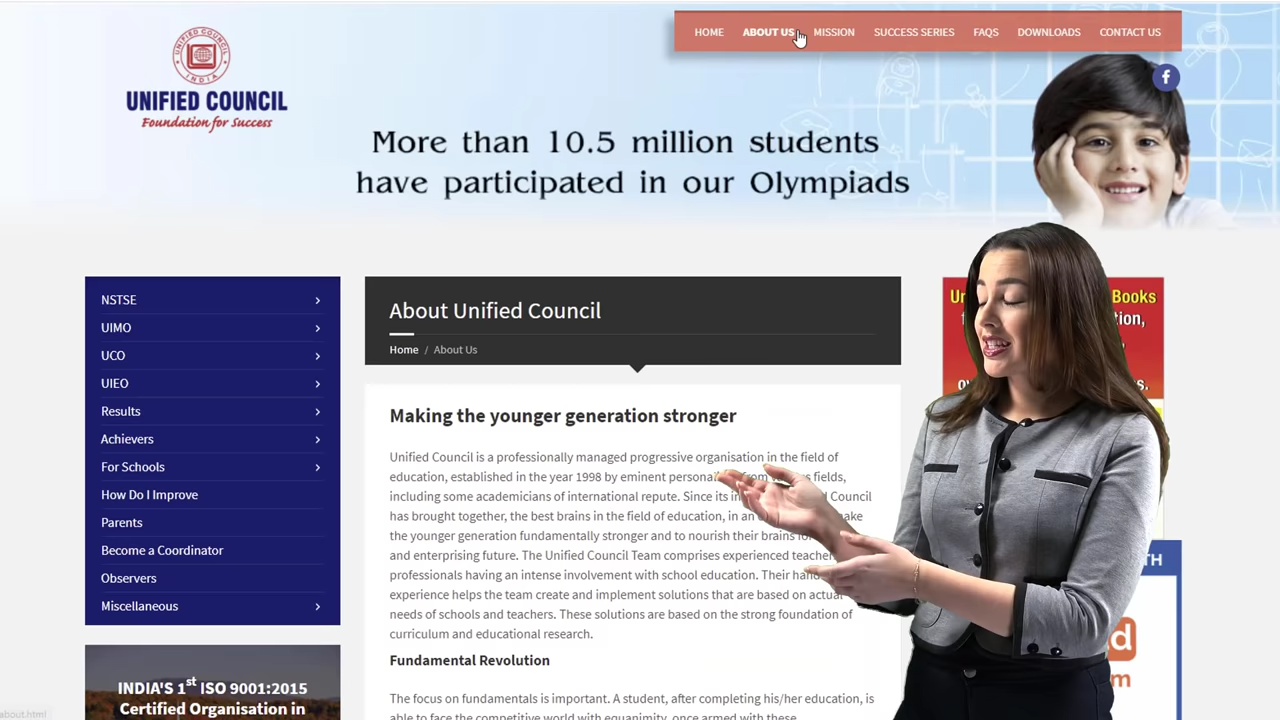 HOME ABOUT US MISSION SUCCESS SERIES FAQS DOWNLOADS CONTACT US
UNIFIED COUNCIL
INDIA
UNIFIED COUNCIL
Foundation for Success
f
More than 10.5 million students
have participated in our Olympiads
NSTSE
UIMO
UCO
UIEO
Results
Achievers
For Schools
How Do I Improve
Parents
Become a Coordinator
Observers
Miscellaneous
INDIA'S 1st ISO 9001:2015
Certified Organisation in
About Unified Council
Home / About Us
Making the younger generation stronger
Unified Council is a professionally managed progressive organisation in the field of
education, established in the year 1998 by eminent from fields,
including some academicians of international repute. Since its Council
has brought together, the best brains in the field of education, in an
the younger generation fundamentally stronger and to nourish their brains
and enterprising future. The Unified Council Team comprises experienced
professionals having an intense involvement with school education. Their
experience helps the team create and implement solutions that are based on actual
needs of schools and teachers. These solutions are based on the strong foundation of
curriculum and educational research.
Fundamental Revolution
The focus on fundamentals is important. A student, after completing his/her education, is
able to face the competitive world with equanimity, once armed with these
Books
about.html